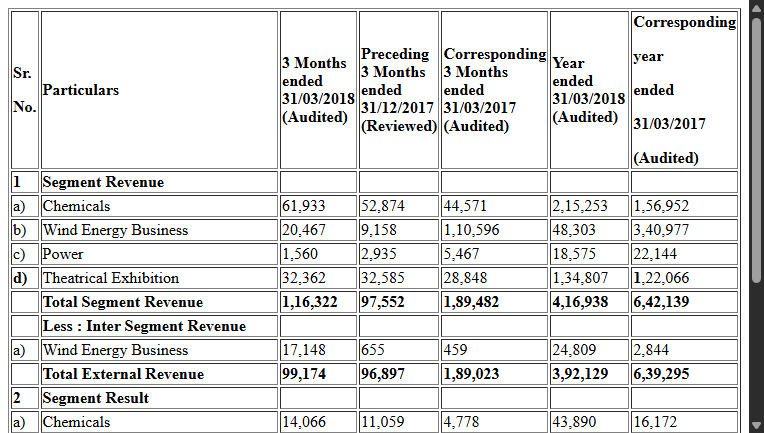 Sr. No. Particulars 3 Months ended 31/03/2018 (Audited) Preceding 3 Months ended 31/12/2017 (Reviewed) Corresponding 3 Months ended 31/03/2017 (Audited) Year ended 31/03/2018 (Audited) Corresponding year ended 31/03/2017 (Audited)
1 Segment Revenue
a) Chemicals 61,933 52,874 44,571 2,15,253 1,56,952
b) Wind Energy Business 20,467 9,158 1,10,596 48,303 3,40,977
c) Power 1,560 2,935 5,467 18,575 22,144
d) Theatrical Exhibition 32,362 32,585 28,848 1,34,807 1,22,066
Total Segment Revenue 1,16,322 97,552 1,89,482 4,16,938 6,42,139
Less : Inter Segment Revenue
a) Wind Energy Business 17,148 655 459 24,809 2,844
Total External Revenue 99,174 96,897 1,89,023 3,92,129 6,39,295
2 Segment Result
a) Chemicals 14,066 11,059 4,778 43,890 16,172